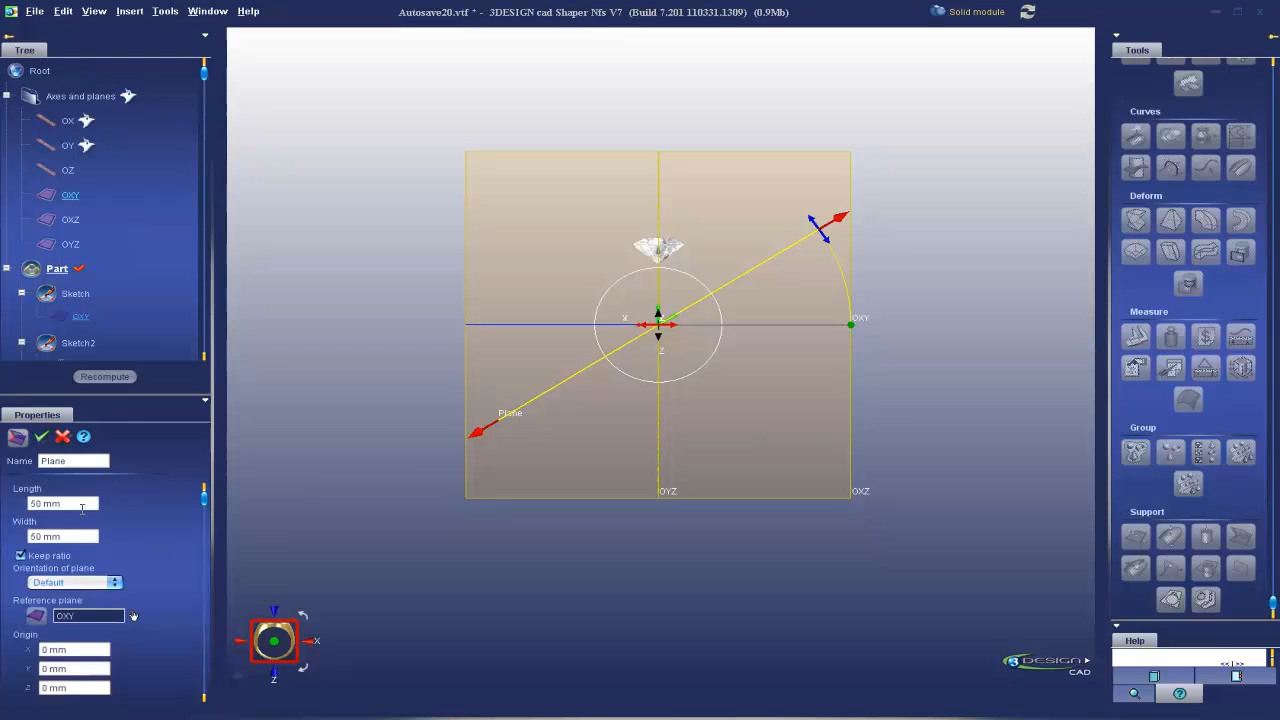 File Edit View Insert Tools Window Help
Autosave20.vtf * - 3DESIGN cad Shaper Nfs V7 (Build 7.201 110331.1309) (0.9Mb)
Solid module
Tree
Root
Axes and planes
OX
OY
OZ
OXY
OXZ
OYZ
Part
Sketch
OXY
Sketch2
Recompute
Properties
Name Plane
Length
50 mm
Width
50 mm
Keep ratio
Orientation of plane
Default
Reference plane
OXY
Origin
X 0 mm
Y 0 mm
Z 0 mm
X
Z
OXY
Z
Plane
OYZ
OXZ
X
Z
3DESIGN
CAD
Tools
Curves
Deform
Measure
Group
Support
Help
<< | >>